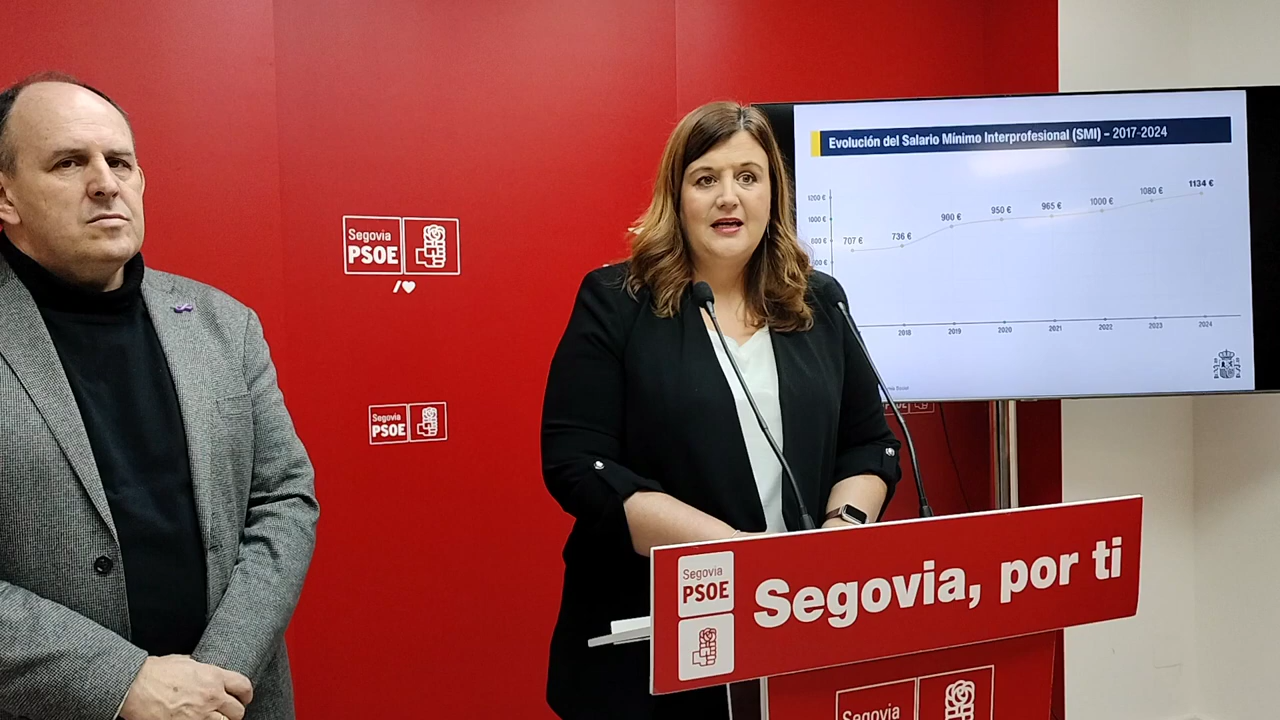 Segovia
PSOE
Segovia
PSOE
Evolución del Salario Mínimo Interprofesional (SMI) – 2017-2024
1200 €
1000 €
800 €
707 €
736 €
900 €
950 €
965 €
1000 €
1080 €
1134 €
2018
2019
2020
2021
2022
2023
2024
Segovia
PSOE
Segovia, por ti
Segovia